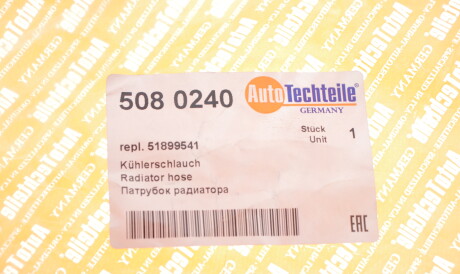 508 0240
AutoTechteile®
GERMANY
Stück
Unit 1
repl. 51899541
Kühlerschlauch
Radiator hose
Патрубок радиатора
EAC